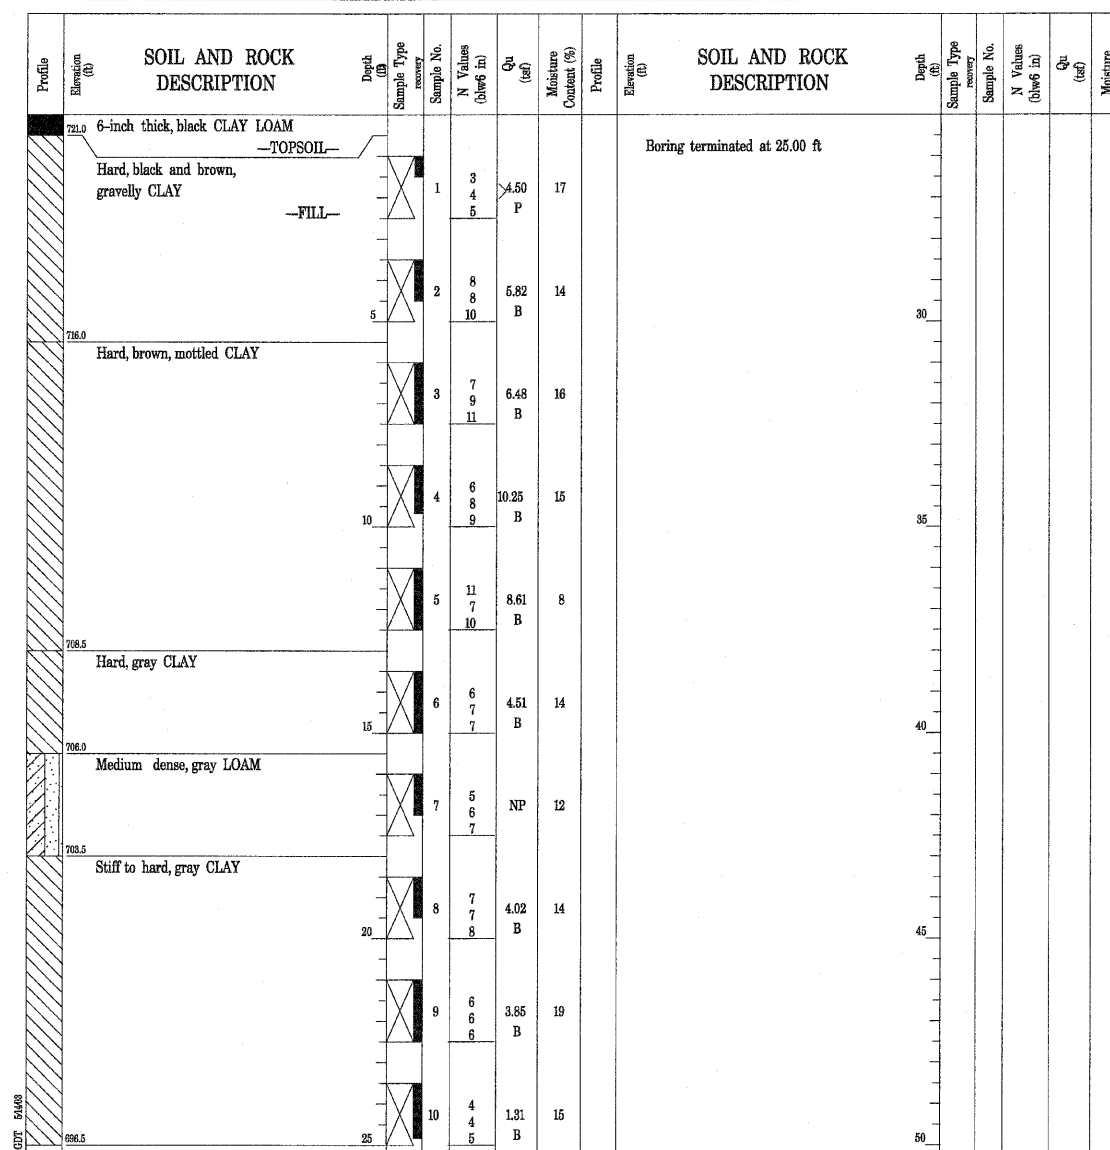 Profile
Elevation
(ft)
SOIL AND ROCK
DESCRIPTION
Depth
(ft)
Sample Type
recovery
Sample No.
N Values
(blw6 in)
Qu
(tsf)
Moisture
Content (%)
Profile
Elevation
(ft)
SOIL AND ROCK
DESCRIPTION
Depth
(ft)
Sample Type
recovery
Sample No.
N Values
(blw6 in)
Qu
(tsf)
Moisture
721.0 6-inch thick, black CLAY LOAM
—TOPSOIL—
Boring terminated at 25.00 ft
Hard, black and brown,
gravelly CLAY
—FILL—
1
3
4
5
4.50
P
17
2
8
8
10
5.82
B
14
5
30
716.0
Hard, brown, mottled CLAY
3
7
9
11
6.48
B
16
4
6
8
9
10.25
B
15
10
35
5
11
7
10
8.61
B
8
708.5
Hard, gray CLAY
6
6
7
7
4.51
B
14
15
40
706.0
Medium dense, gray LOAM
7
5
6
7
NP
12
703.5
Stiff to hard, gray CLAY
8
7
7
8
4.02
B
14
20
45
9
6
6
6
3.85
B
19
10
4
4
5
1.31
B
15
696.5
25
50
GDT 5/14/03